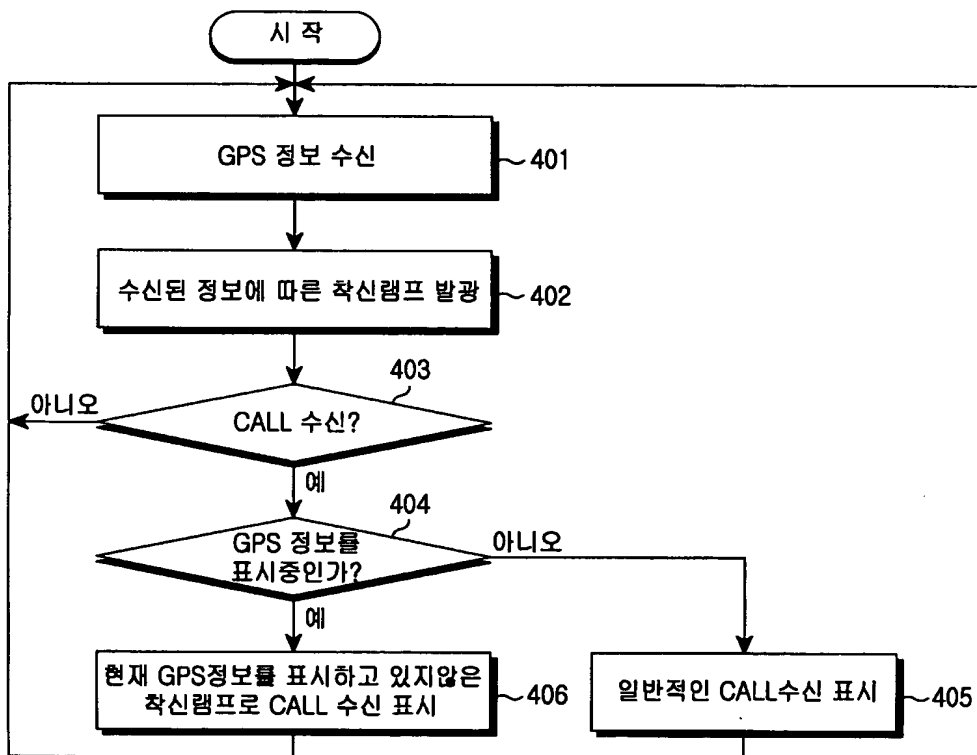 시 작
GPS 정보 수신
401
수신된 정보에 따른 착신램프 발광
402
403
아니오
CALL 수신?
예
404
GPS 정보를
표시중인가?
아니오
예
현재 GPS정보를 표시하고 있지않은
착신램프로 CALL 수신 표시
406
일반적인 CALL수신 표시
405